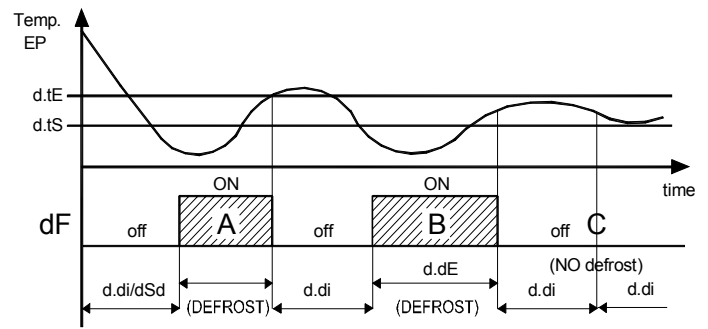 Temp.
EP
d.tE
d.tS
time
ON
ON
dF
off
A
off
B
off
C
d.dE
(NO defrost)
d.di/dSd
(DEFROST)
d.di
(DEFROST)
d.di
d.di